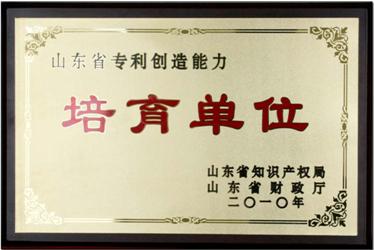 山东省专利创造能力
培育单位
山东省知识产权局
山东省财政厅
二〇一〇年